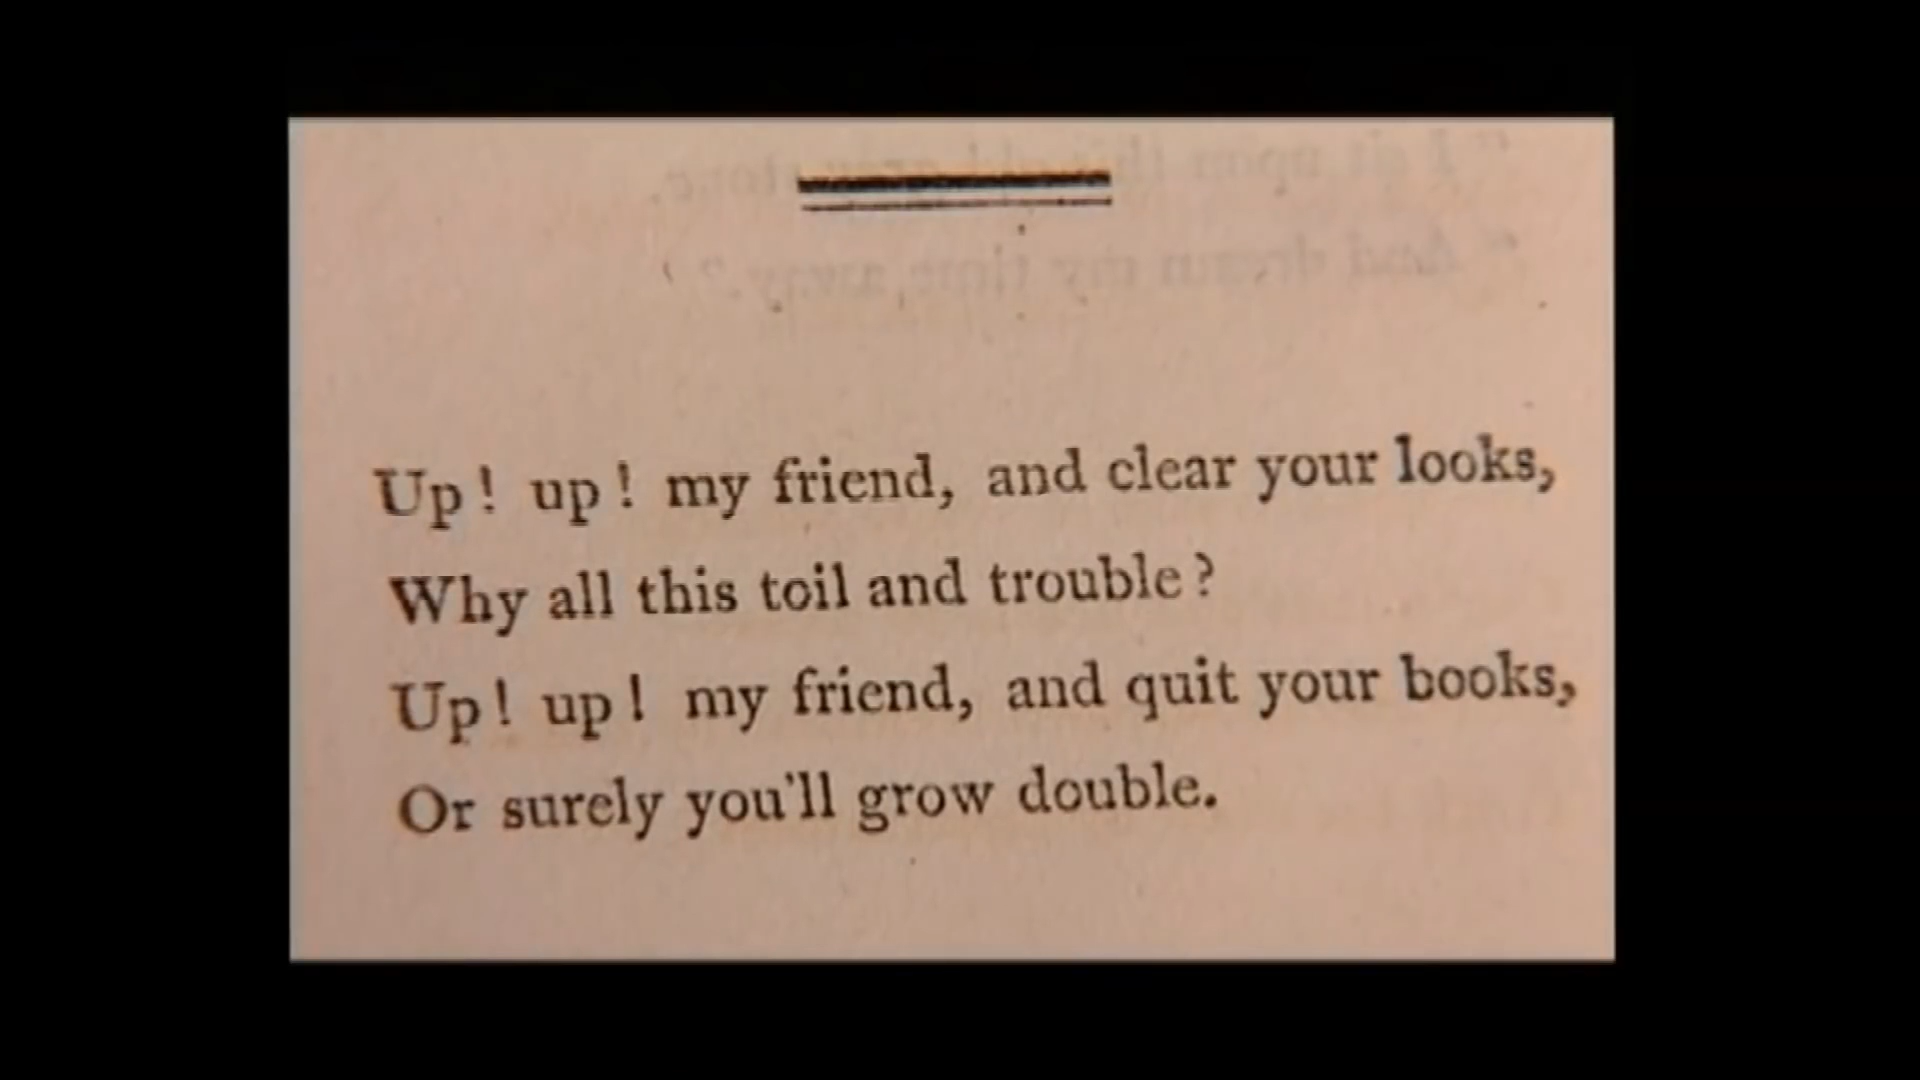 Up! up! my friend, and clear your looks,
Why all this toil and trouble?
Up! up! my friend, and quit your books,
Or surely you'll grow double.